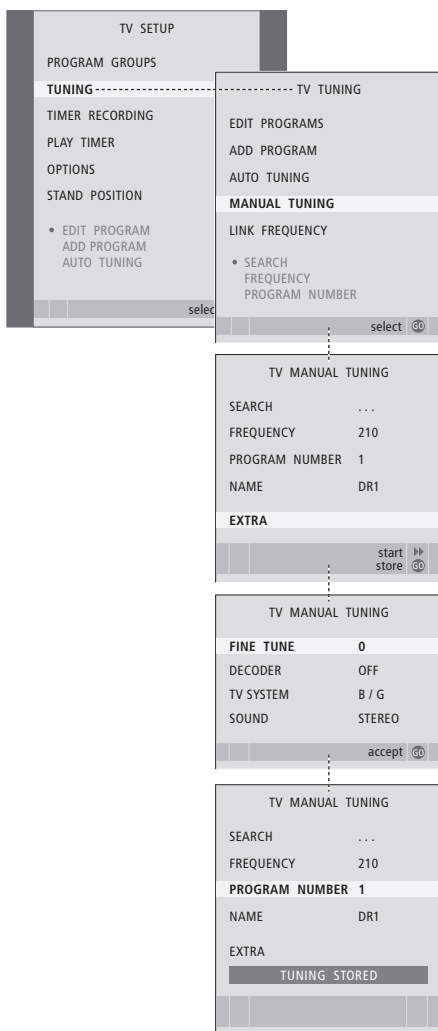 TV SETUP
PROGRAM GROUPS
TUNING
TIMER RECORDING
PLAY TIMER
OPTIONS
STAND POSITION
• EDIT PROGRAM
ADD PROGRAM
AUTO TUNING
selec
TV TUNING
EDIT PROGRAMS
ADD PROGRAM
AUTO TUNING
MANUAL TUNING
LINK FREQUENCY
• SEARCH
FREQUENCY
PROGRAM NUMBER
select GO
TV MANUAL TUNING
SEARCH . . .
FREQUENCY 210
PROGRAM NUMBER 1
NAME DR1
EXTRA
start
store GO
TV MANUAL TUNING
FINE TUNE 0
DECODER OFF
TV SYSTEM B / G
SOUND STEREO
accept GO
TV MANUAL TUNING
SEARCH . . .
FREQUENCY 210
PROGRAM NUMBER 1
NAME DR1
EXTRA
TUNING STORED